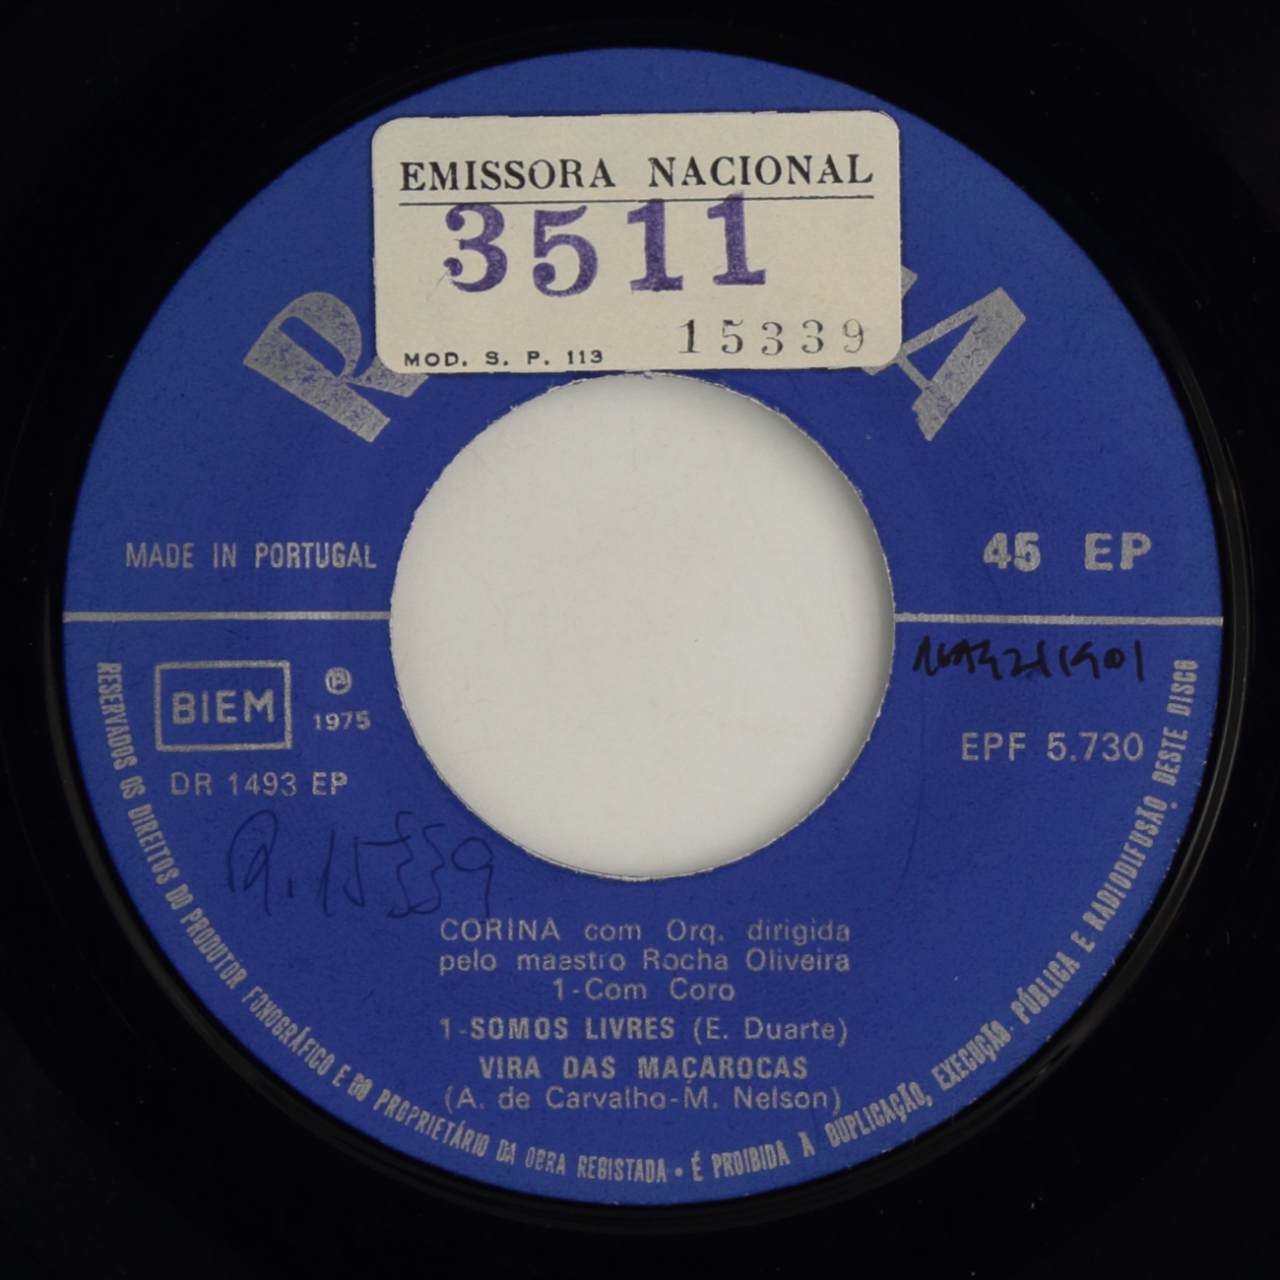 EMISSORA NACIONAL
3511
MOD. S. P. 113 15339
MADE IN PORTUGAL
45 EP
BIEM
Ⓟ
1975
DR 1493 EP
EPF 5.730
R. 15339
CORINA com Orq. dirigida
pelo maestro Rocha Oliveira
1-Com Coro
1-SOMOS LIVRES (E. Duarte)
VIRA DAS MAÇAROCAS
(A. de Carvalho-M. Nelson)
RESERVADOS OS DIREITOS DO PRODUTOR FONOGRÁFICO E DO PROPRIETÁRIO DA OBRA REGISTADA • É PROIBIDA A DUPLICAÇÃO, EXECUÇÃO PÚBLICA E RADIODIFUSÃO DESTE DISCO